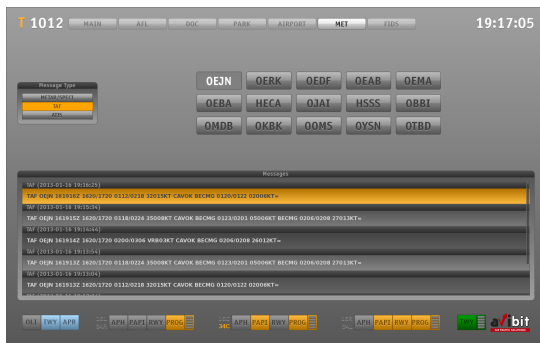 T 1012 MAIN AFL DOC PARK AIRPORT MET FIDS 19:17:05
OEJN OERK OEDF OEAB OEMA
Message Type
METAR/SPECI
TAF
ATIS
OEBA HECA OJAI HSSS OBBI
OMDB OKBK OOMS OYSN OTBD
Messages
TAF (2013-01-16 19:16:25)
TAF OEJN 161916Z 1620/1720 0112/0218 32015KT CAVOK BECMG 0120/0122 02006KT=
TAF (2013-01-16 19:15:34)
TAF OEJN 161915Z 1620/1720 0118/0224 35008KT CAVOK BECMG 0123/0201 05006KT BECMG 0206/0208 27013KT=
TAF (2013-01-16 19:14:44)
TAF OEJN 161914Z 1620/1720 0200/0306 VRB03KT CAVOK BECMG 0206/0208 26012KT=
TAF (2013-01-16 19:13:54)
TAF OEJN 161913Z 1620/1720 0118/0224 35008KT CAVOK BECMG 0123/0201 05006KT BECMG 0206/0208 27013KT=
TAF (2013-01-16 19:13:04)
TAF OEJN 161913Z 1620/1720 0112/0218 32015KT CAVOK BECMG 0120/0122 02006KT=
OLT TWY APR APH PAPI RWY PROG 34C APH PAPI RWY PROG APH PAPI RWY PROG TWY avibit